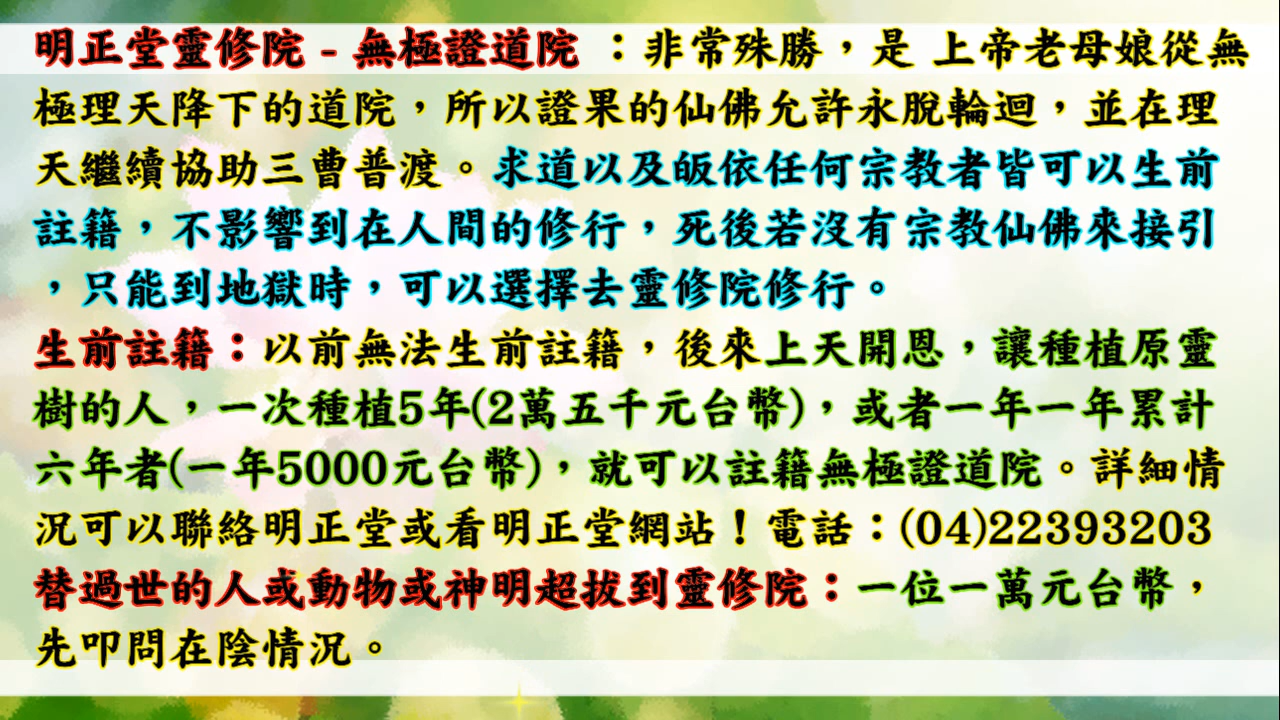 明正堂靈修院 - 無極證道院 ：非常殊勝，是 上帝老母娘從無
極理天降下的道院，所以證果的仙佛允許永脫輪迴，並在理
天繼續協助三曹普渡。求道以及皈依任何宗教者皆可以生前
註籍，不影響到在人間的修行，死後若沒有宗教仙佛來接引
，只能到地獄時，可以選擇去靈修院修行。
生前註籍：以前無法生前註籍，後來上天開恩，讓種植原靈
樹的人，一次種植5年(2萬五千元台幣)，或者一年一年累計
六年者(一年5000元台幣)，就可以註籍無極證道院。詳細情
況可以聯絡明正堂或看明正堂網站！電話：(04)22393203
替過世的人或動物或神明超拔到靈修院：一位一萬元台幣，
先叩問在陰情況。